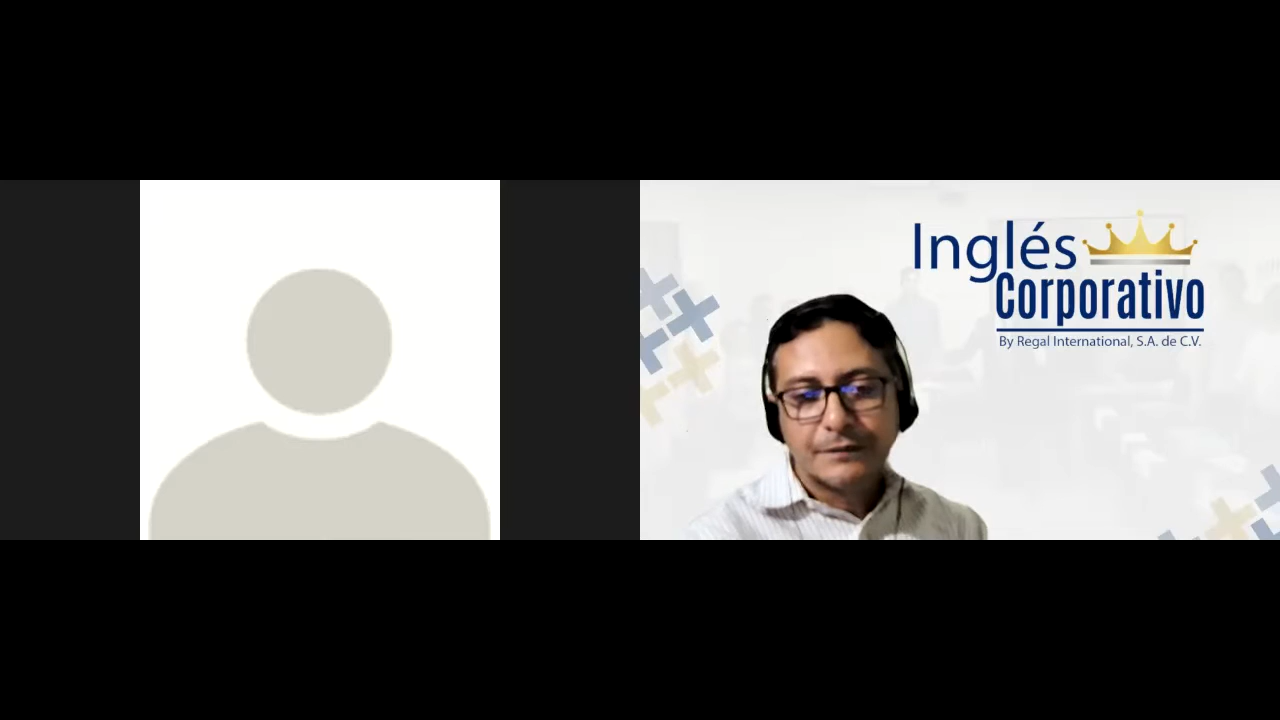 Inglés
Corporativo
By Regal International, S.A. de C.V.